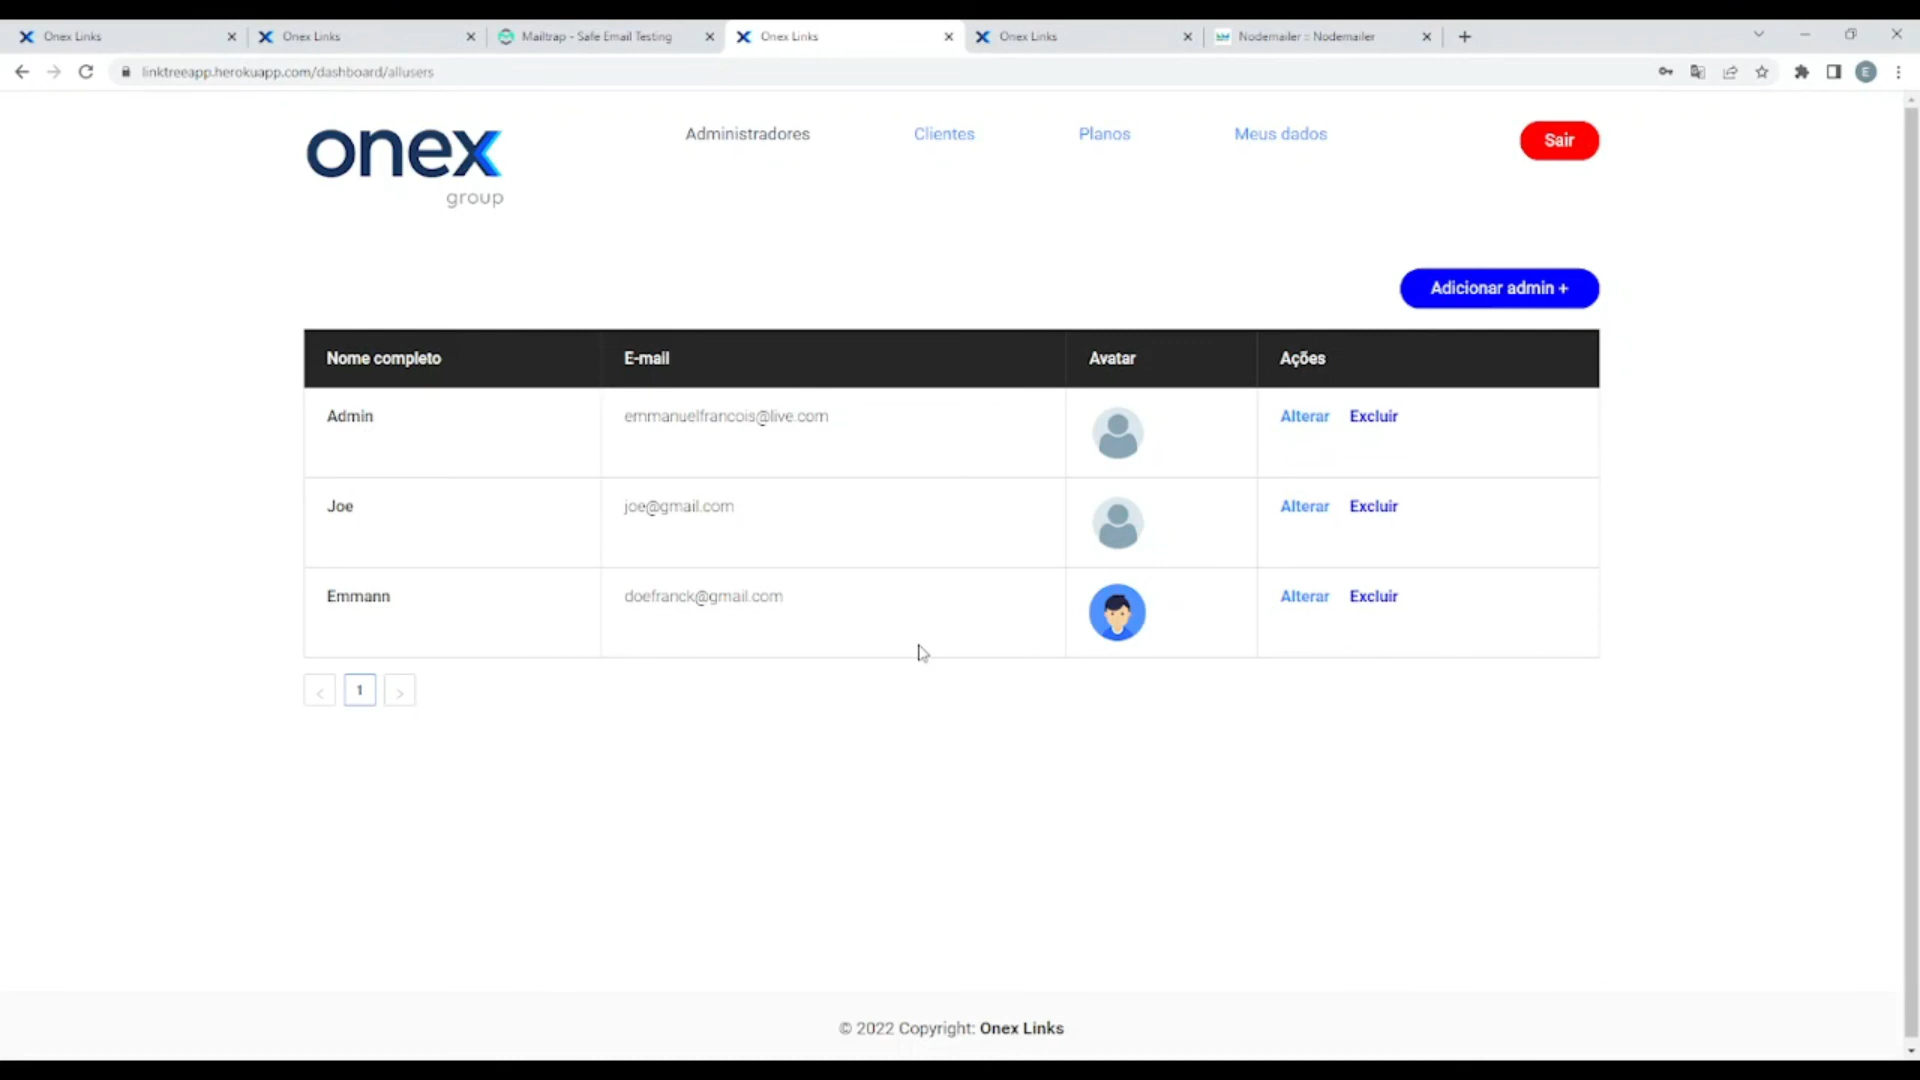 Onex Links
Onex Links
Mailtrap - Safe Email Testing
Onex Links
Onex Links
Nodemailer :: Nodemailer
linktreeapp.herokuapp.com/dashboard/allusers
E
onex
group
Administradores
Clientes
Planos
Meus dados
Sair
Adicionar admin +
Nome completo
E-mail
Avatar
Ações
Admin
emmanuelfrancois@live.com
Alterar
Excluir
Joe
joe@gmail.com
Alterar
Excluir
Emmann
doefranck@gmail.com
Alterar
Excluir
< 1 >
© 2022 Copyright: Onex Links